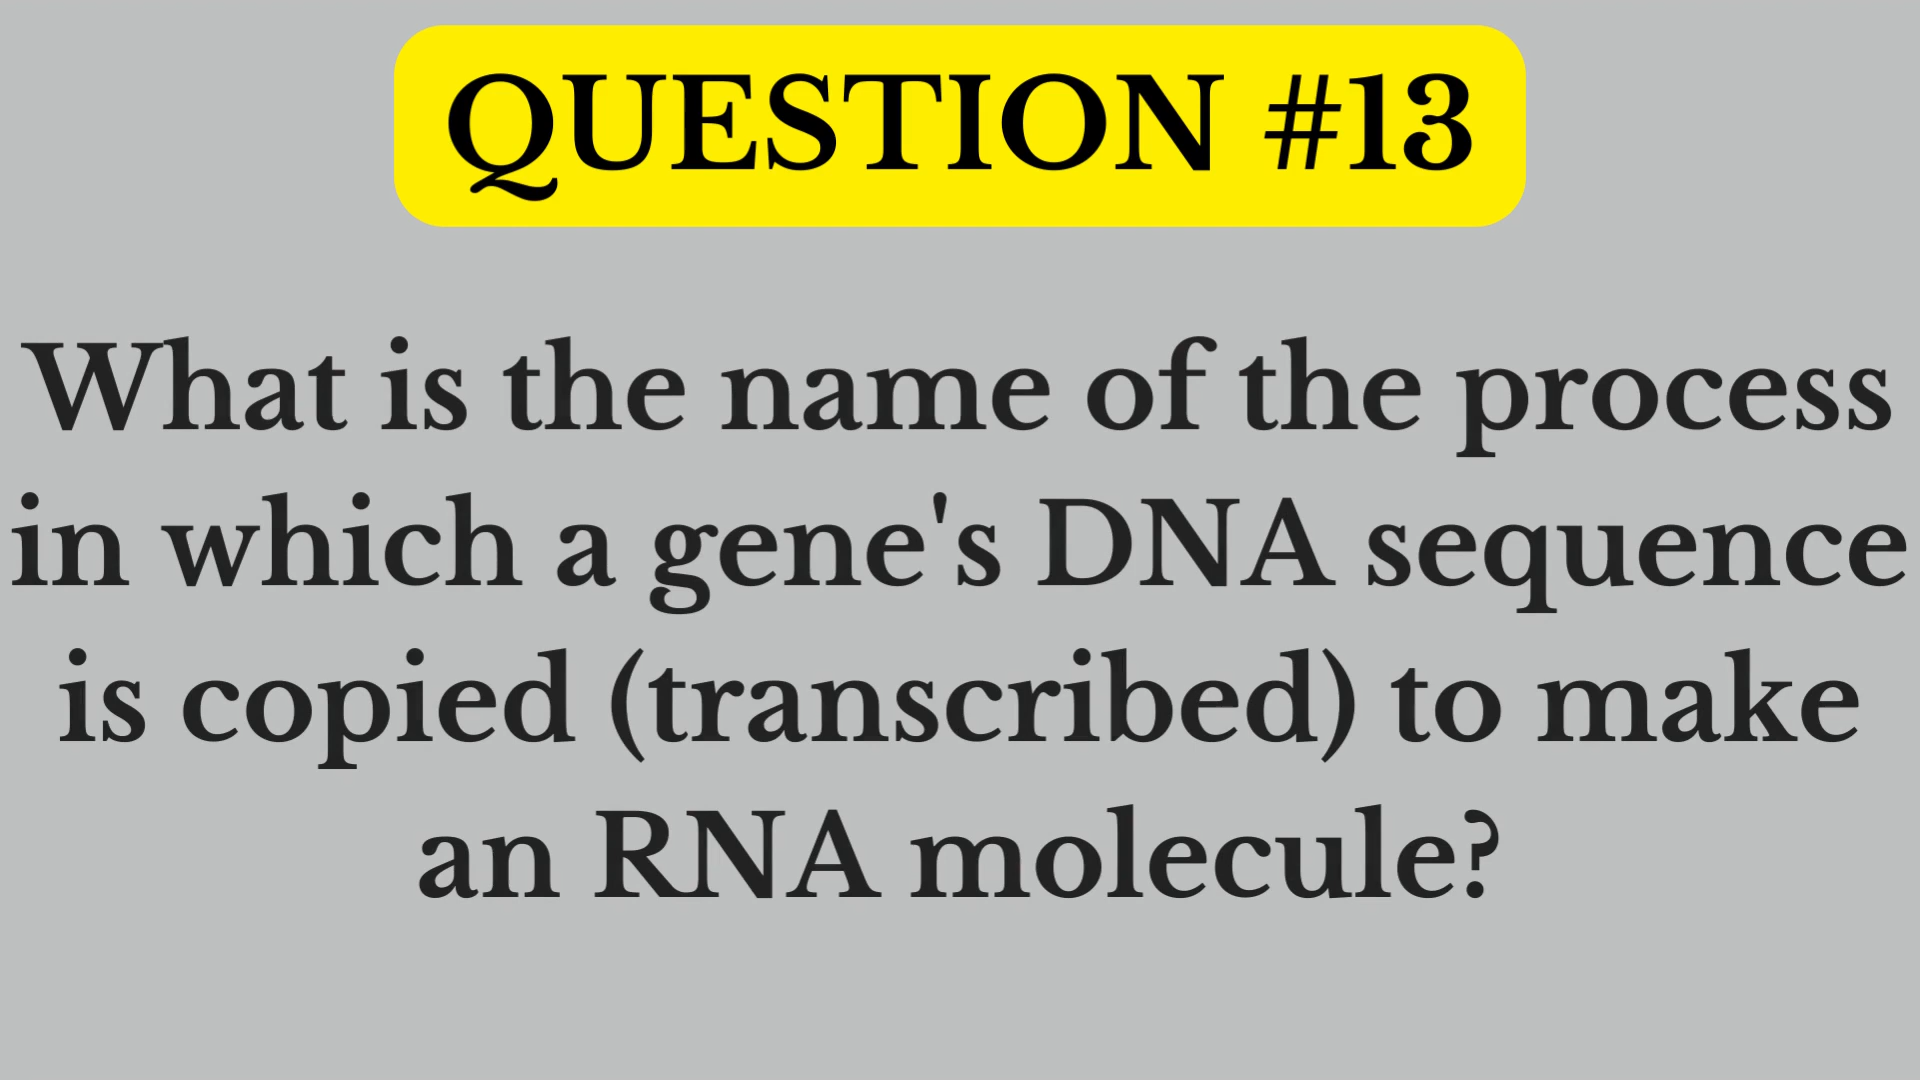 QUESTION #13
What is the name of the process
in which a gene's DNA sequence
is copied (transcribed) to make
an RNA molecule?